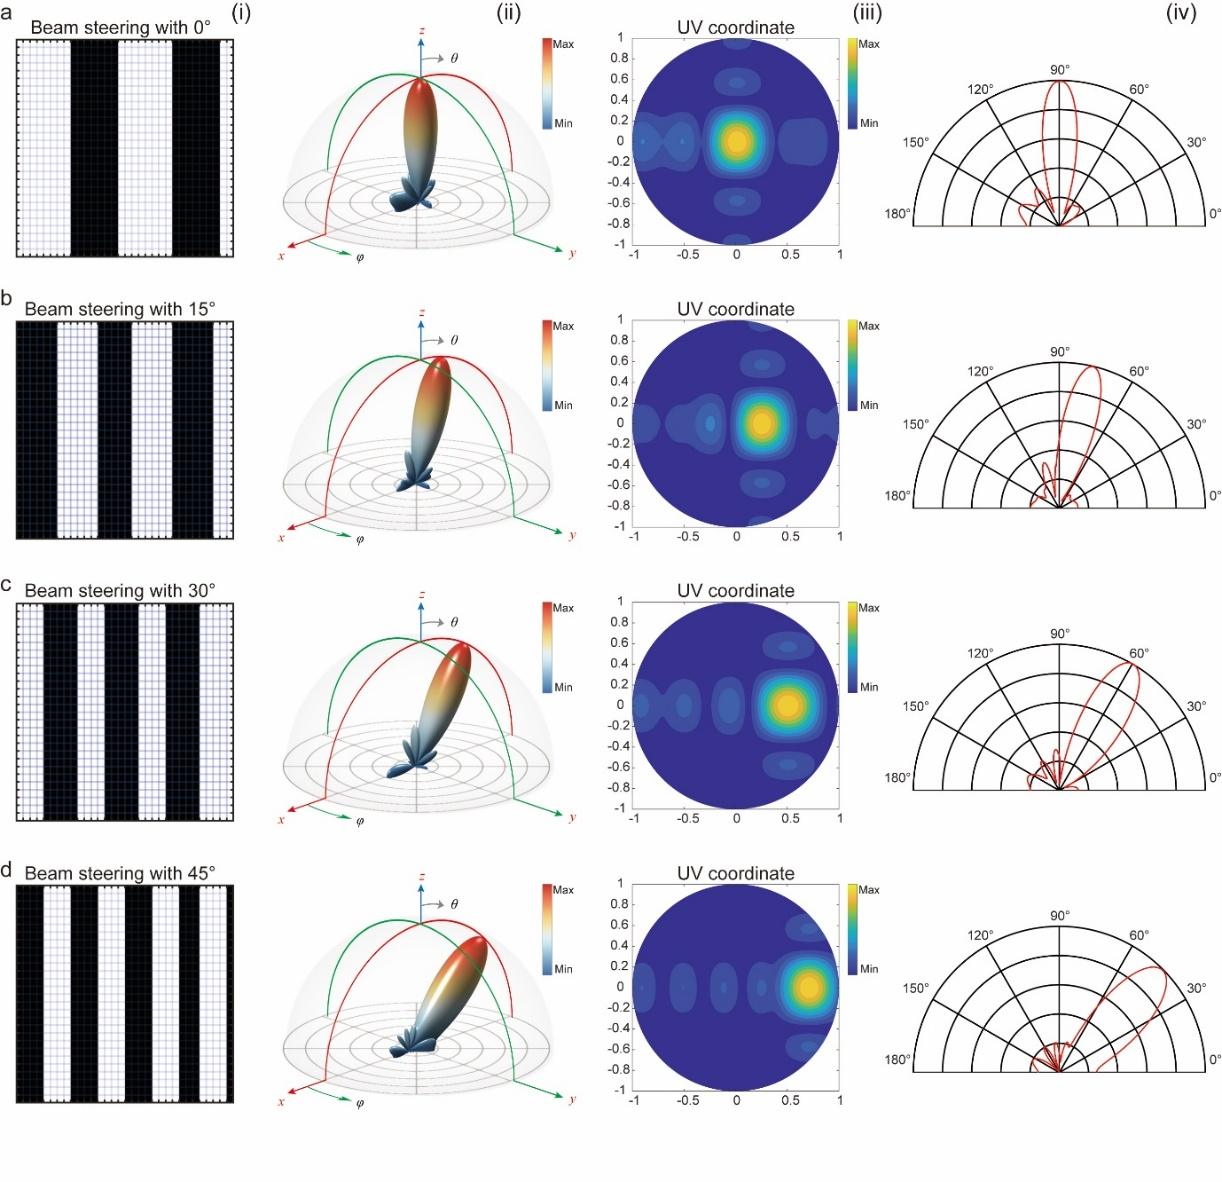 a (i) (ii) (iii) (iv)
Beam steering with 0°
z
θ
Max
Min
x
φ
y
UV coordinate
1
0.8
0.6
0.4
0.2
0
-0.2
-0.4
-0.6
-0.8
-1
-1 -0.5 0 0.5 1
Max
Min
90°
120° 60°
150° 30°
180° 0°
b
Beam steering with 15°
z
θ
Max
Min
x
φ
y
UV coordinate
1
0.8
0.6
0.4
0.2
0
-0.2
-0.4
-0.6
-0.8
-1
-1 -0.5 0 0.5 1
Max
Min
90°
120° 60°
150° 30°
180° 0°
c
Beam steering with 30°
z
θ
Max
Min
x
φ
y
UV coordinate
1
0.8
0.6
0.4
0.2
0
-0.2
-0.4
-0.6
-0.8
-1
-1 -0.5 0 0.5 1
Max
Min
90°
120° 60°
150° 30°
180° 0°
d
Beam steering with 45°
z
θ
Max
Min
x
φ
y
UV coordinate
1
0.8
0.6
0.4
0.2
0
-0.2
-0.4
-0.6
-0.8
-1
-1 -0.5 0 0.5 1
Max
Min
90°
120° 60°
150° 30°
180° 0°